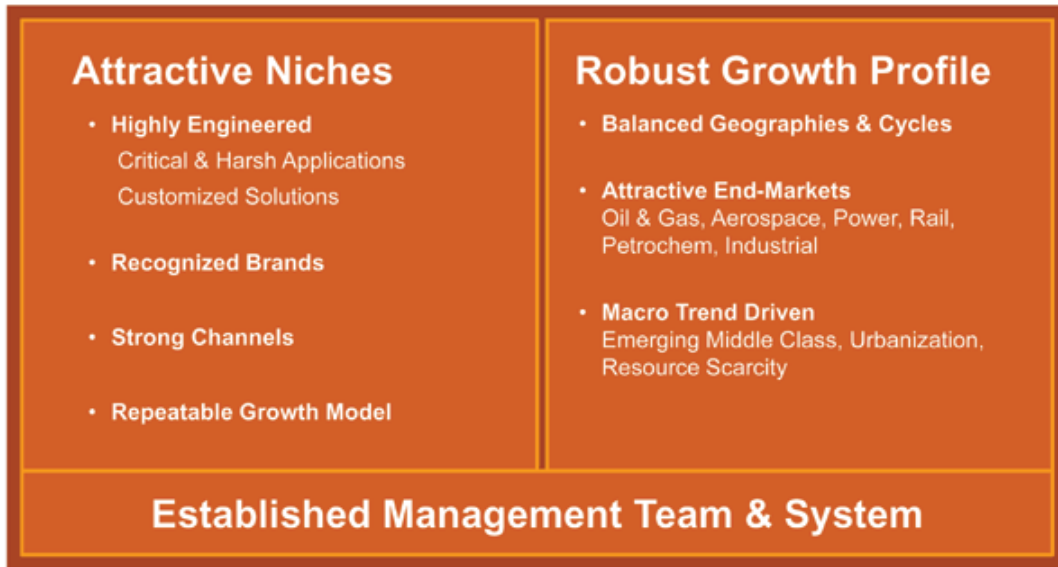 Attractive Niches
• Highly Engineered
Critical & Harsh Applications
Customized Solutions
• Recognized Brands
• Strong Channels
• Repeatable Growth Model
Robust Growth Profile
• Balanced Geographies & Cycles
• Attractive End-Markets
Oil & Gas, Aerospace, Power, Rail,
Petrochem, Industrial
• Macro Trend Driven
Emerging Middle Class, Urbanization,
Resource Scarcity
Established Management Team & System